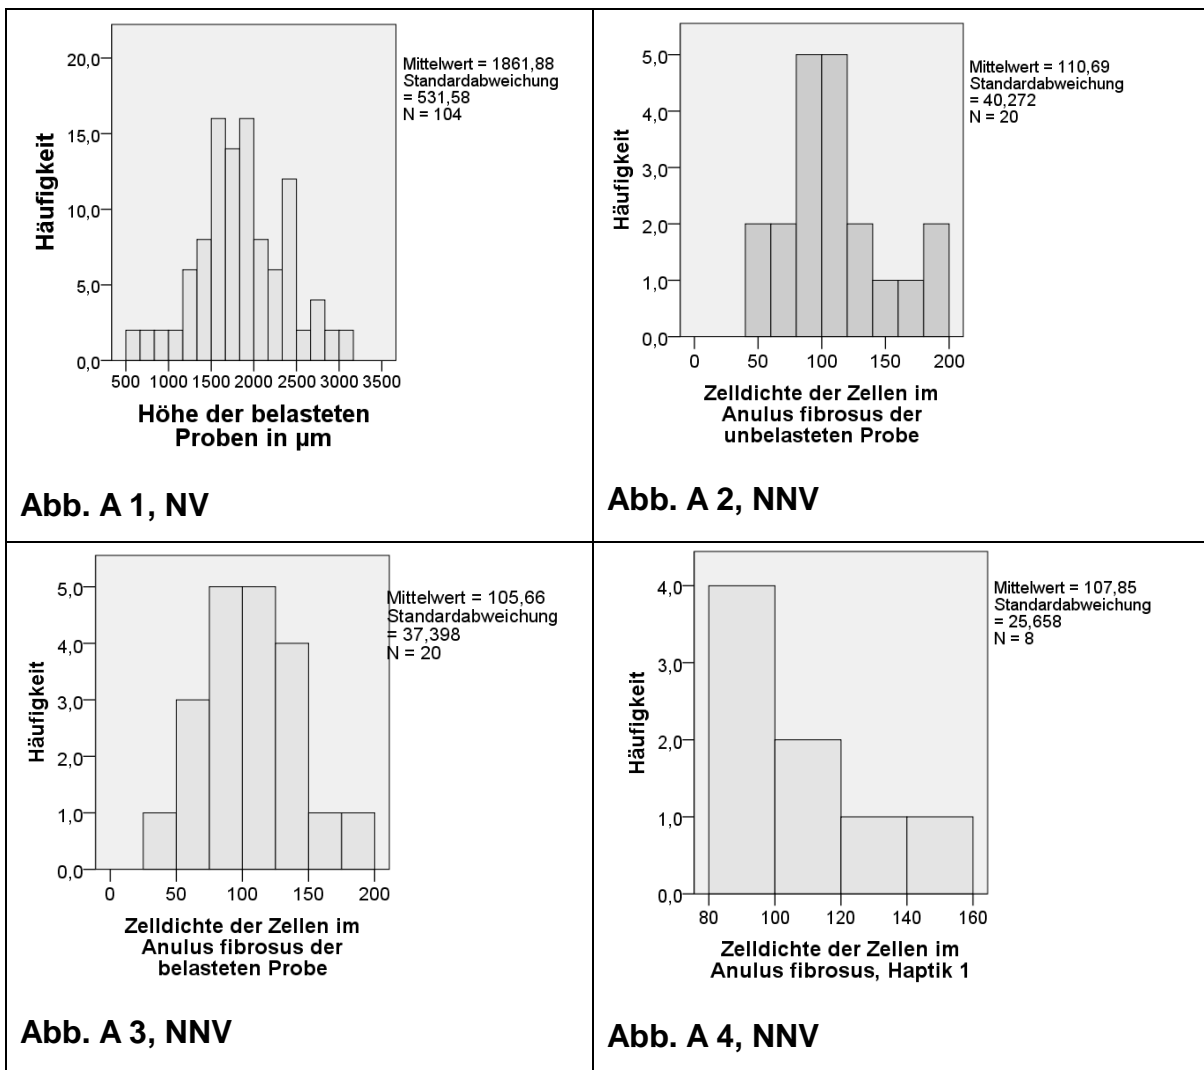 20,0
15,0
10,0
5,0
0,0
Häufigkeit
500 1000 1500 2000 2500 3000 3500
Höhe der belasteten
Proben in µm
Mittelwert = 1861,88
Standardabweichung
= 531,58
N = 104
Abb. A 1, NV
5,0
4,0
3,0
2,0
1,0
0,0
Häufigkeit
0 50 100 150 200
Zelldichte der Zellen im
Anulus fibrosus der
unbelasteten Probe
Mittelwert = 110,69
Standardabweichung
= 40,272
N = 20
Abb. A 2, NNV
5,0
4,0
3,0
2,0
1,0
0,0
Häufigkeit
0 50 100 150 200
Zelldichte der Zellen im
Anulus fibrosus der
belasteten Probe
Mittelwert = 105,66
Standardabweichung
= 37,398
N = 20
Abb. A 3, NNV
4,0
3,0
2,0
1,0
0,0
Häufigkeit
80 100 120 140 160
Zelldichte der Zellen im
Anulus fibrosus, Haptik 1
Mittelwert = 107,85
Standardabweichung
= 25,658
N = 8
Abb. A 4, NNV